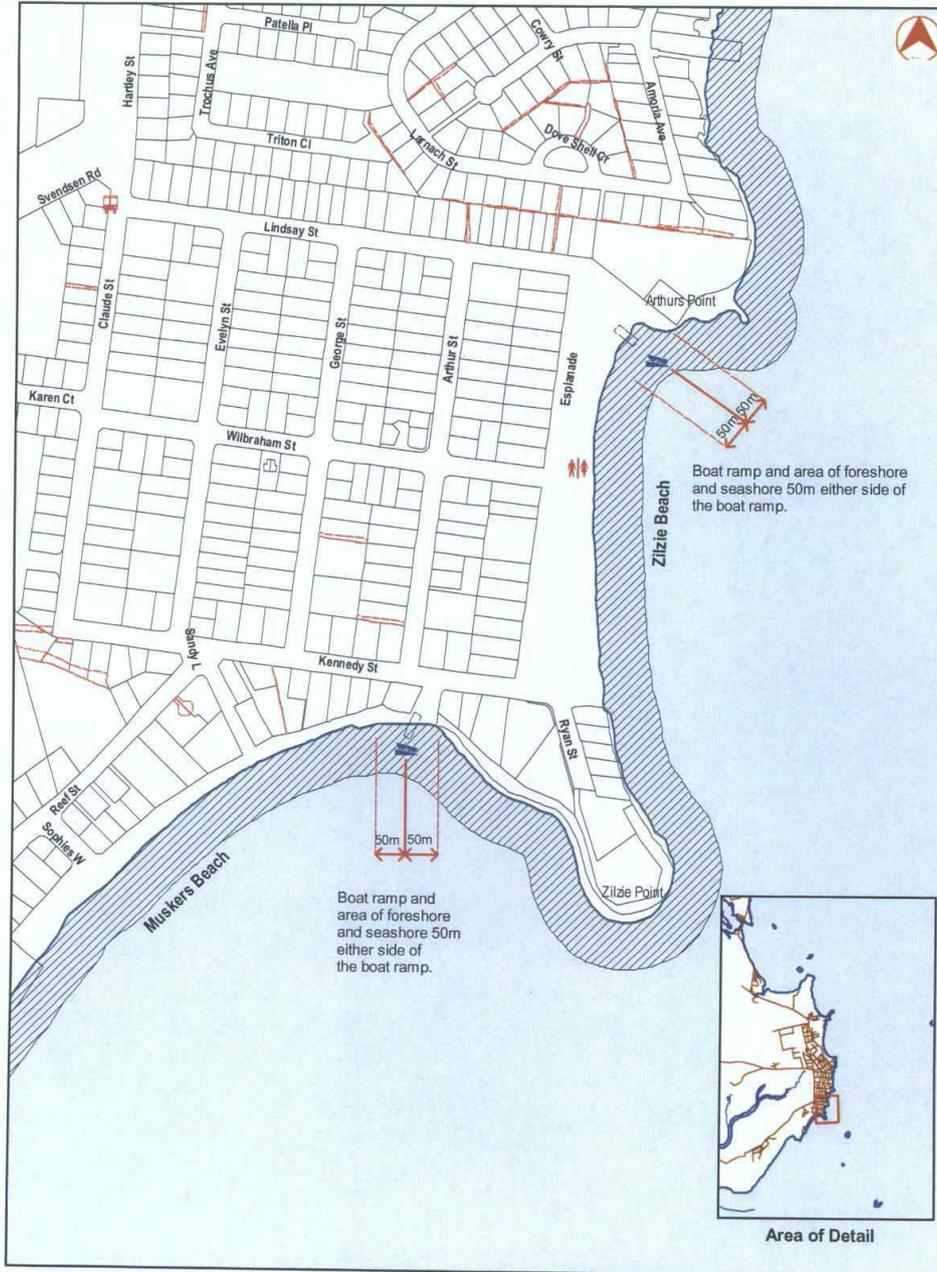 Patella Pl
Cowry St
Hartley St
Trochus Ave
Amoria Ave
Triton Cl
Larnach St
Dove Shell Cr
Svendsen Rd
Lindsay St
Claude St
Evelyn St
George St
Arthur St
Esplanade
Arthurs Point
50m
50m
Karen Ct
Wilbraham St
Boat ramp and area of foreshore
and seashore 50m either side of
the boat ramp.
Zilzie Beach
Sandy L
Kennedy St
Ryan St
Reef St
Sophies W
50m
50m
Muskers Beach
Zilzie Point
Boat ramp and
area of foreshore
and seashore 50m
either side of
the boat ramp.
Area of Detail